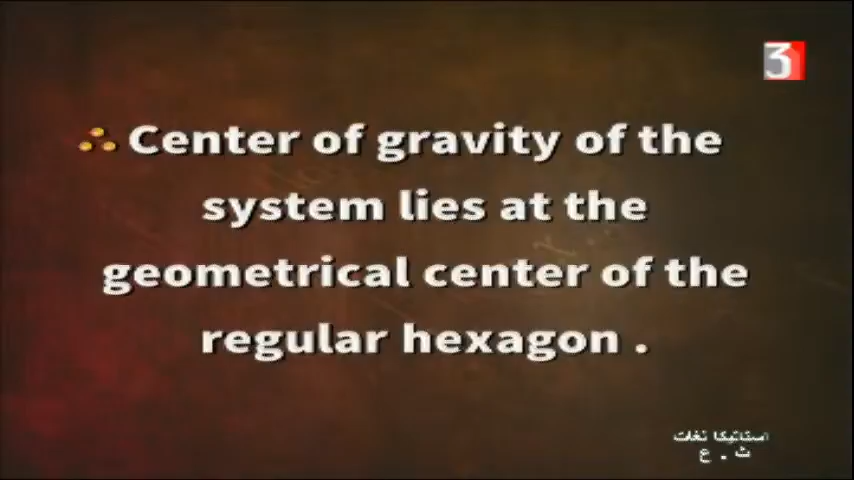 3
∴ Center of gravity of the
system lies at the
geometrical center of the
regular hexagon .
استاتيكا لغات
ث . ع